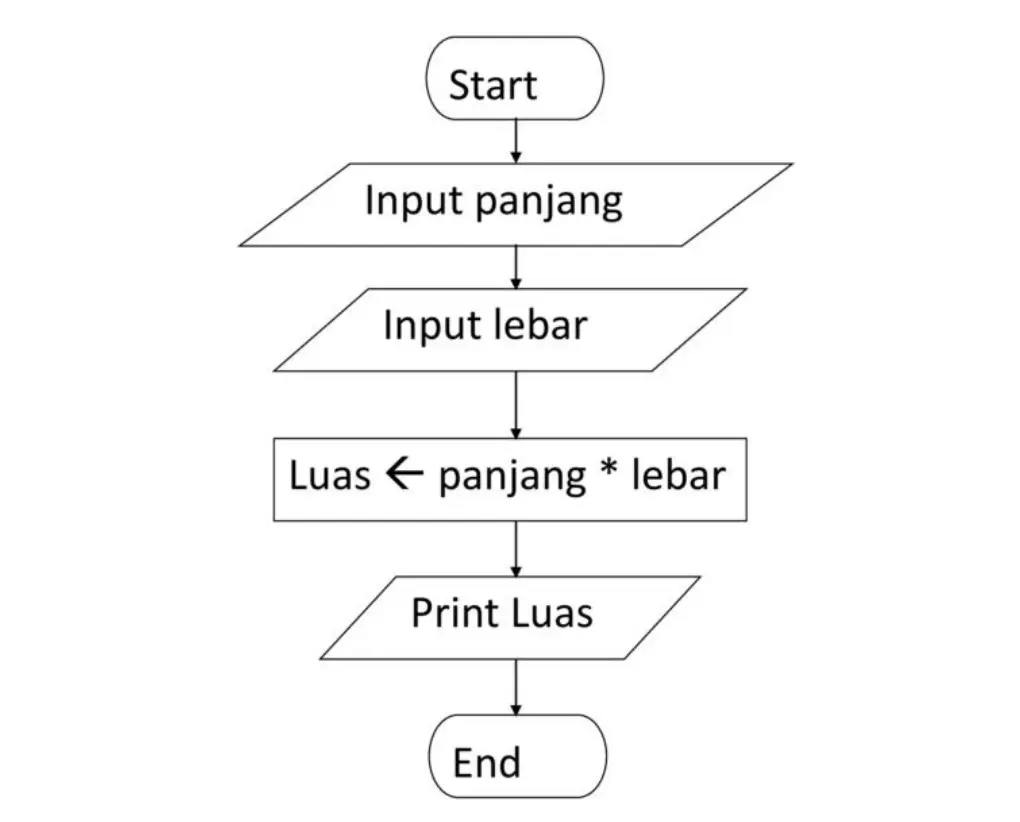 Start
Input panjang
Input lebar
Luas ← panjang * lebar
Print Luas
End